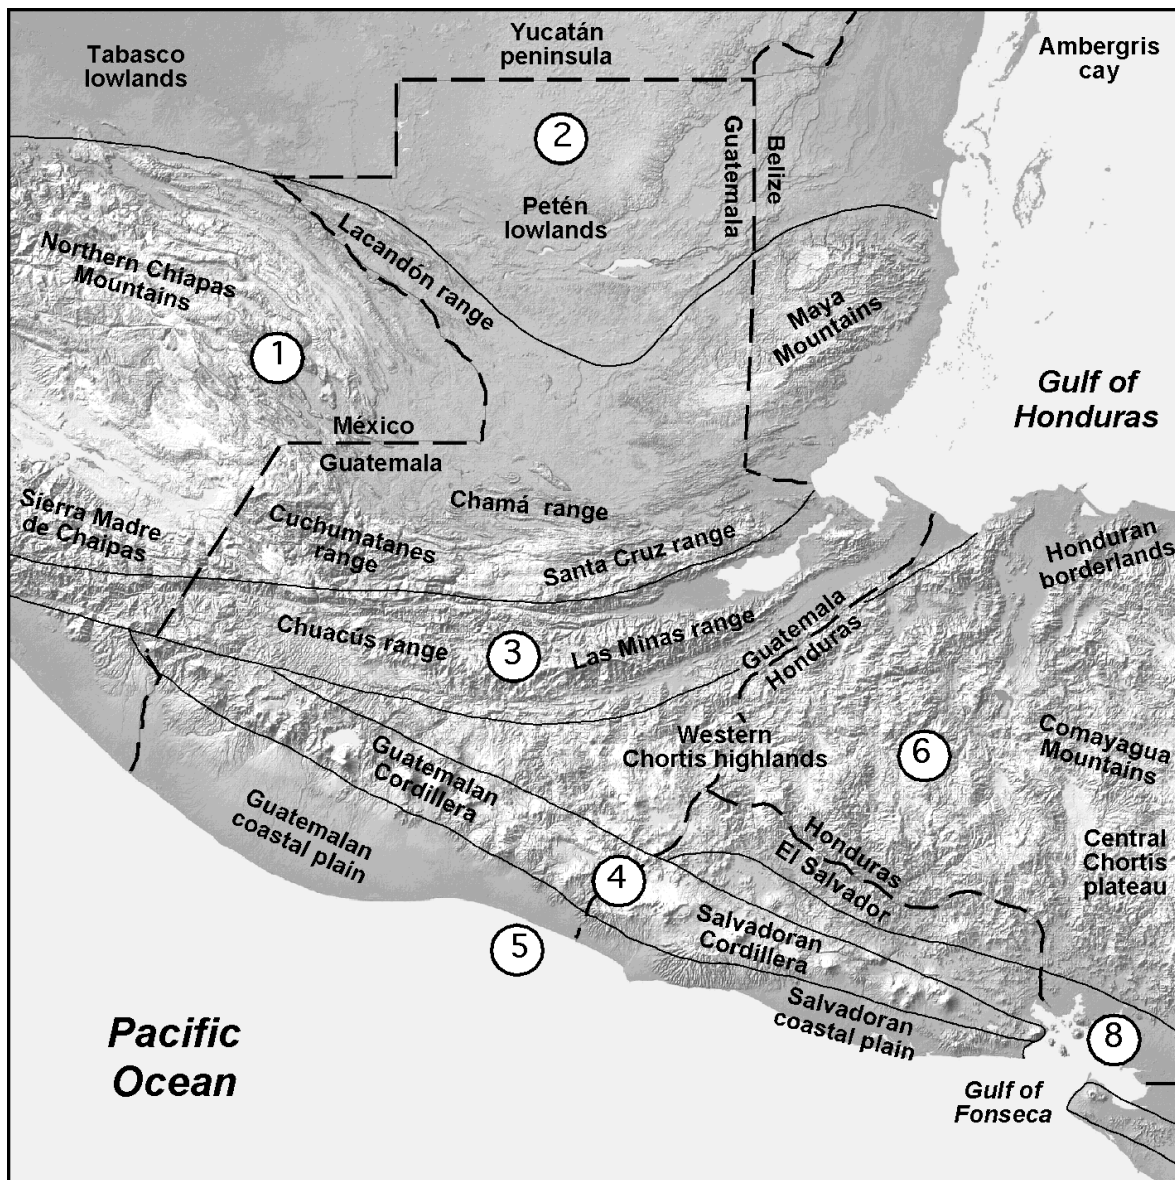 Tabasco
lowlands
Yucatán
peninsula
Ambergris
cay
2
Guatemala
Belize
Petén
lowlands
Lacandón range
Northern Chiapas
Mountains
Maya
Mountains
1
Gulf of
Honduras
México
Guatemala
Chamá range
Sierra Madre
de Chaipas
Cuchumatanes
range
Santa Cruz range
Honduran
borderlands
Chuacús range
3
Las Minas range
Guatemala
Honduras
Western
Chortis highlands
6
Comayagua
Mountains
Guatemalan
Cordillera
Guatemalan
coastal plain
Honduras
El Salvador
Central
Chortis
plateau
4
5
Salvadoran
Cordillera
Salvadoran
coastal plain
Pacific
Ocean
8
Gulf of
Fonseca